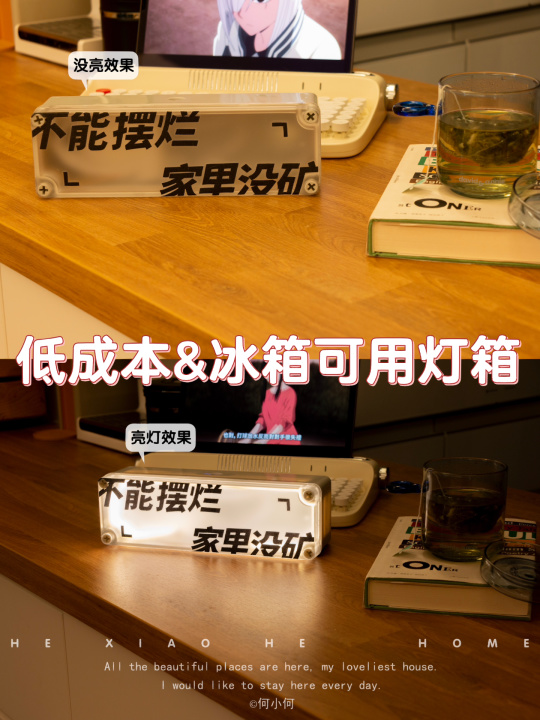 没亮效果
不能摆烂
家里没矿
ON
低成本&冰箱可用灯箱
亮灯效果
不能摆烂
家里没矿
ON
HE XIAO HE HOME
All the beautiful places are here, my loveliest house.
I would like to stay here every day.
©何小何